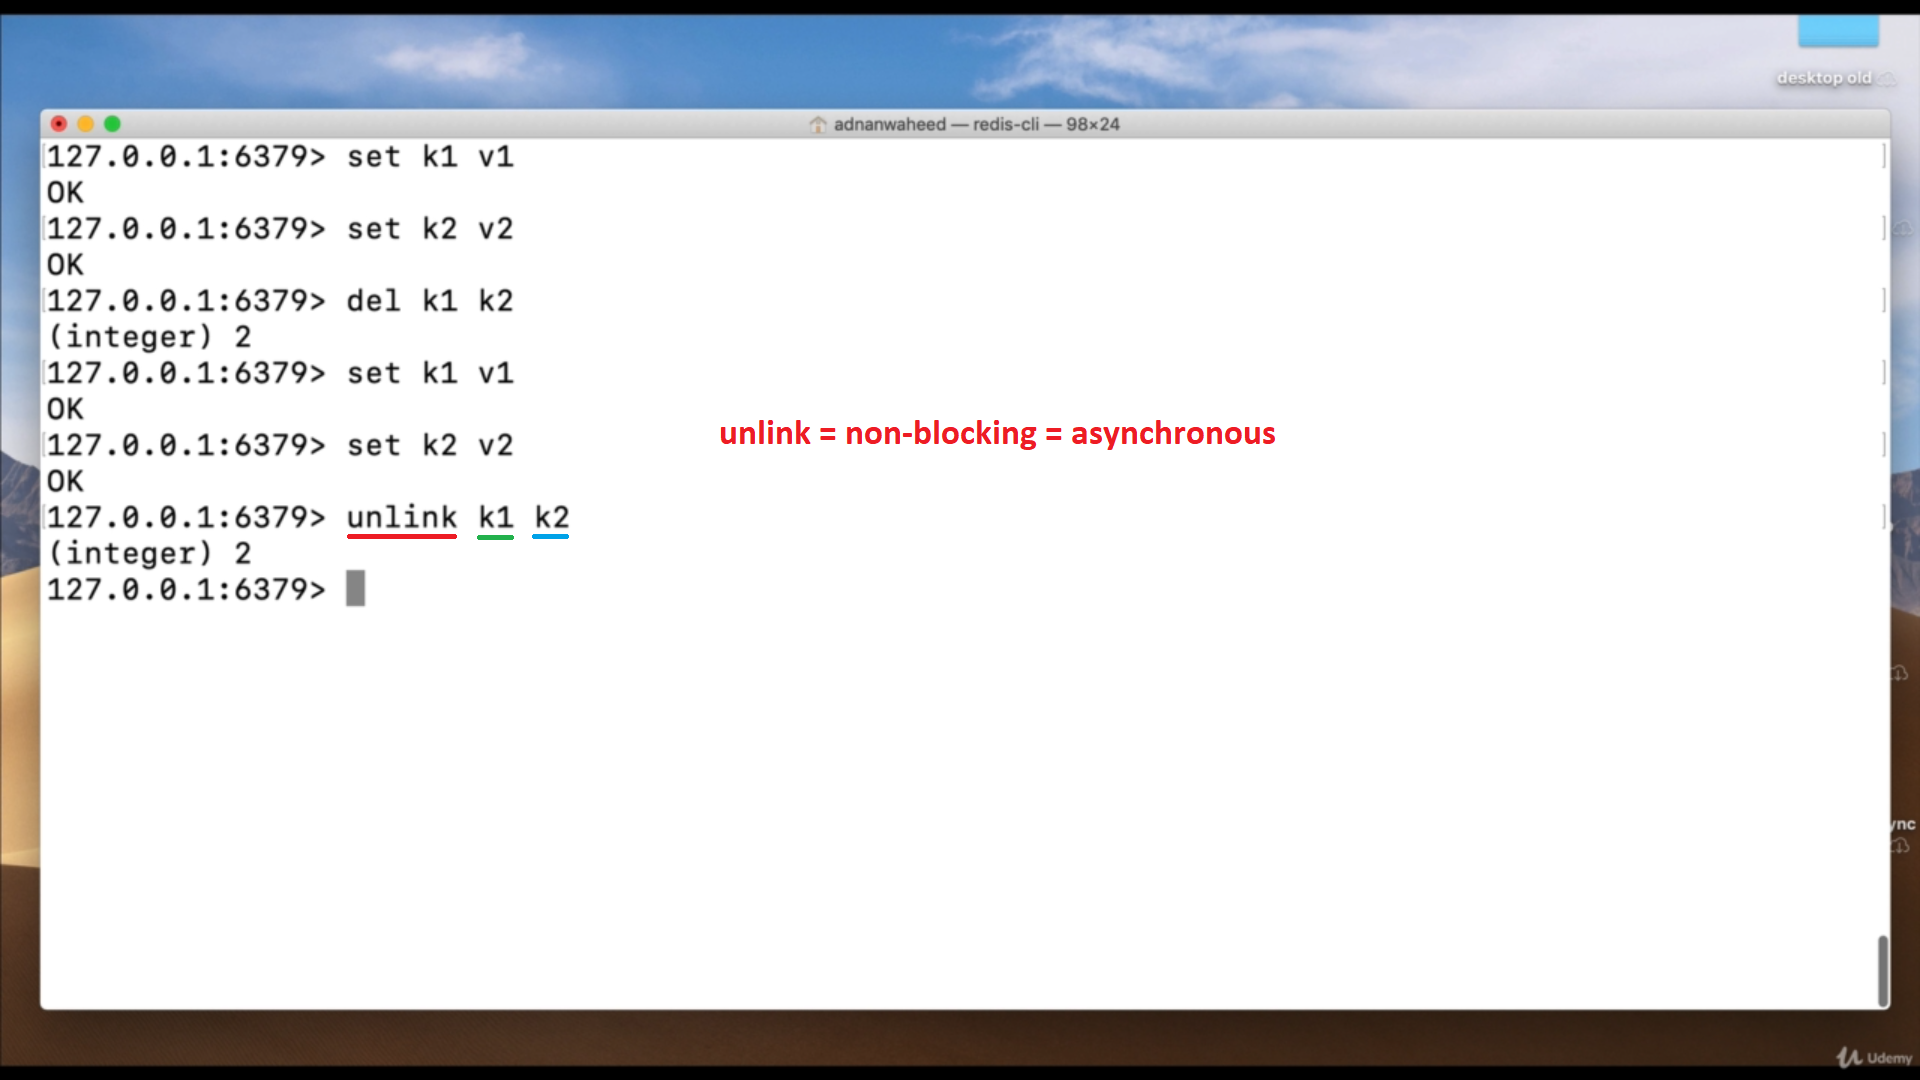 desktop old
adnanwaheed — redis-cli — 98×24
127.0.0.1:6379> set k1 v1
OK
127.0.0.1:6379> set k2 v2
OK
127.0.0.1:6379> del k1 k2
(integer) 2
127.0.0.1:6379> set k1 v1
OK
unlink = non-blocking = asynchronous
127.0.0.1:6379> set k2 v2
OK
127.0.0.1:6379> unlink k1 k2
(integer) 2
127.0.0.1:6379>
ync
Udemy